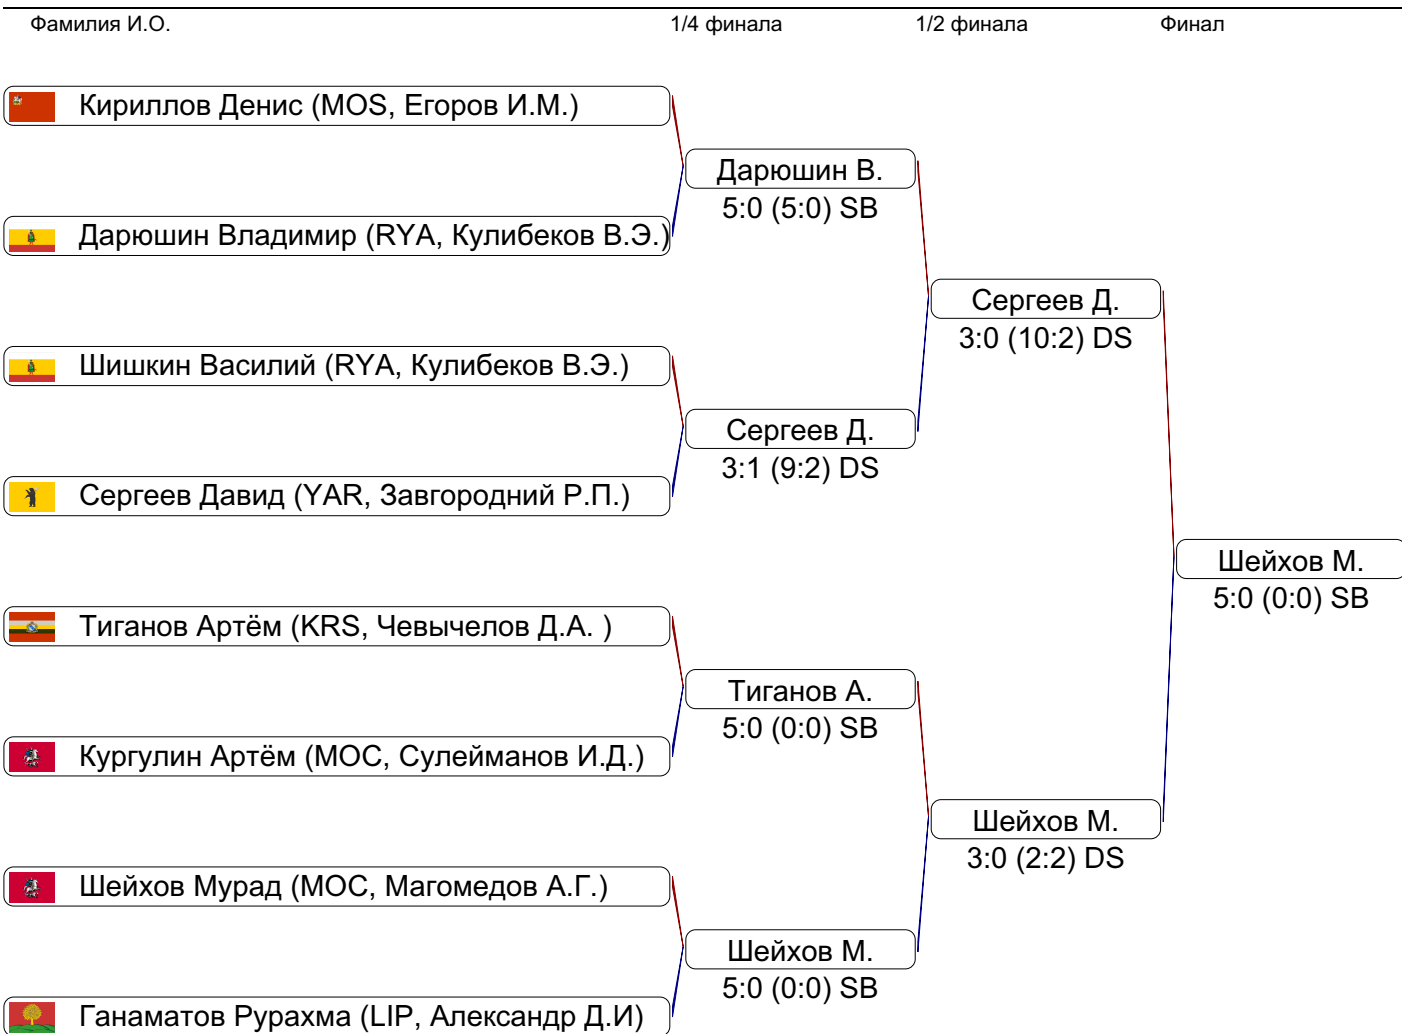 Фамилия И.О. 1/4 финала 1/2 финала Финал
Кириллов Денис (MOS, Егоров И.М.)
Дарюшин В.
5:0 (5:0) SB
Дарюшин Владимир (RYA, Кулибеков В.Э.)
Сергеев Д.
3:0 (10:2) DS
Шишкин Василий (RYA, Кулибеков В.Э.)
Сергеев Д.
3:1 (9:2) DS
Сергеев Давид (YAR, Завгородний Р.П.)
Шейхов М.
5:0 (0:0) SB
Тиганов Артём (KRS, Чевычелов Д.А. )
Тиганов А.
5:0 (0:0) SB
Кургулин Артём (МОС, Сулейманов И.Д.)
Шейхов М.
3:0 (2:2) DS
Шейхов Мурад (МОС, Магомедов А.Г.)
Шейхов М.
5:0 (0:0) SB
Ганаматов Рурахма (LIP, Александр Д.И)